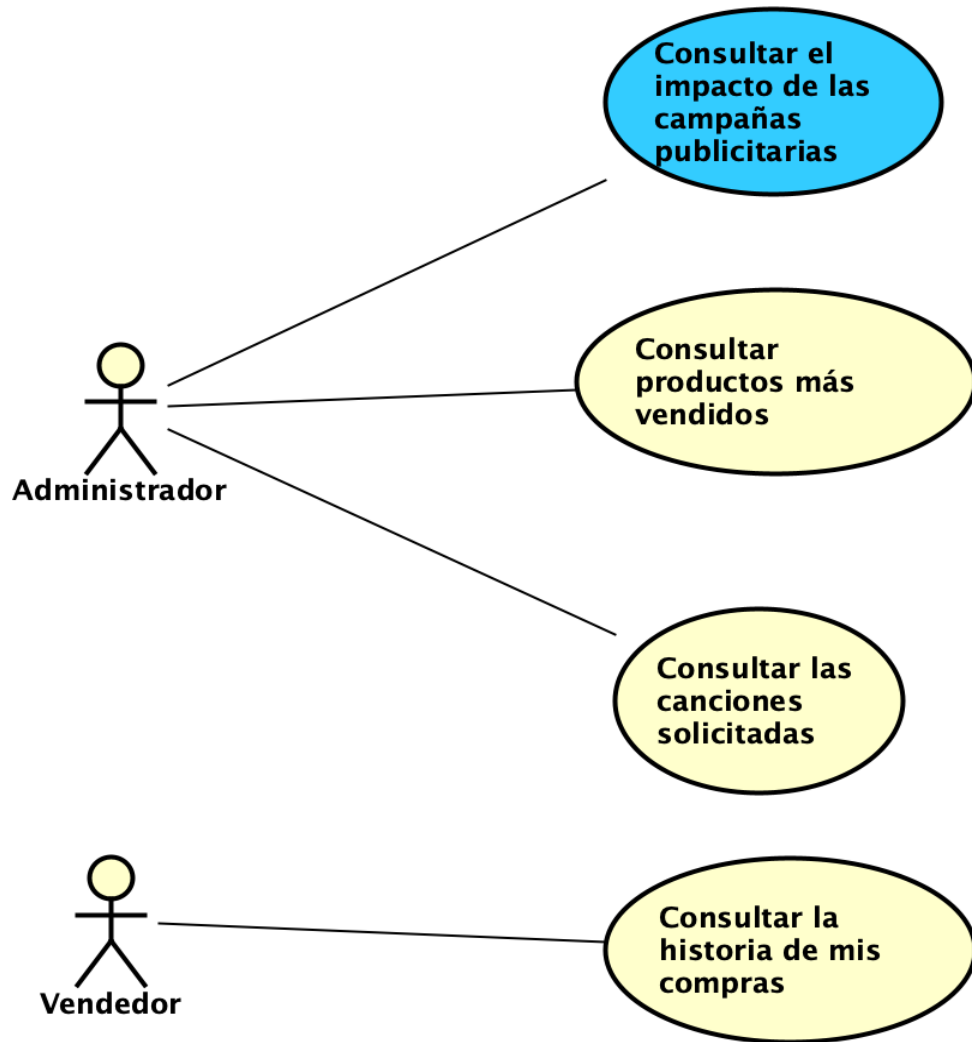 Consultar el
impacto de las
campañas
publicitarias
Consultar
productos más
vendidos
Administrador
Consultar las
canciones
solicitadas
Consultar la
historia de mis
compras
Vendedor